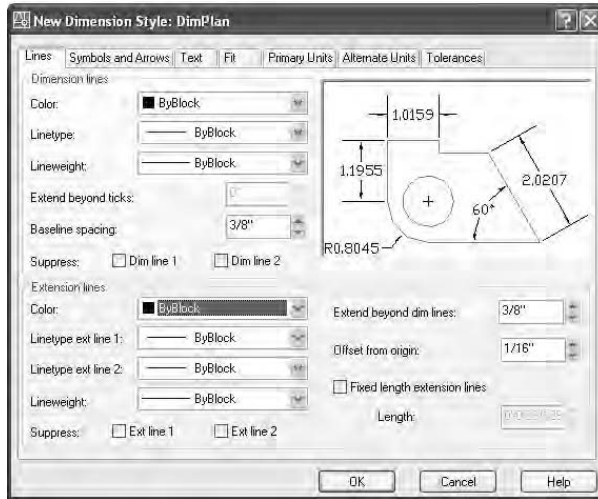 New Dimension Style: DimPlan
Lines Symbols and Arrows Text Fit Primary Units Alternate Units Tolerances
Dimension lines
Color: ByBlock
Linetype: ByBlock
Lineweight: ByBlock
Extend beyond ticks:
Baseline spacing: 3/8"
Suppress: Dim line 1 Dim line 2
1.0159
1.1955
2.0207
60°
R0.8045
Extension lines
Color: ByBlock
Linetype ext line 1: ByBlock
Linetype ext line 2: ByBlock
Lineweight: ByBlock
Suppress: Ext line 1 Ext line 2
Extend beyond dim lines: 3/8"
Offset from origin: 1/16"
Fixed length extension lines
Length:
OK Cancel Help